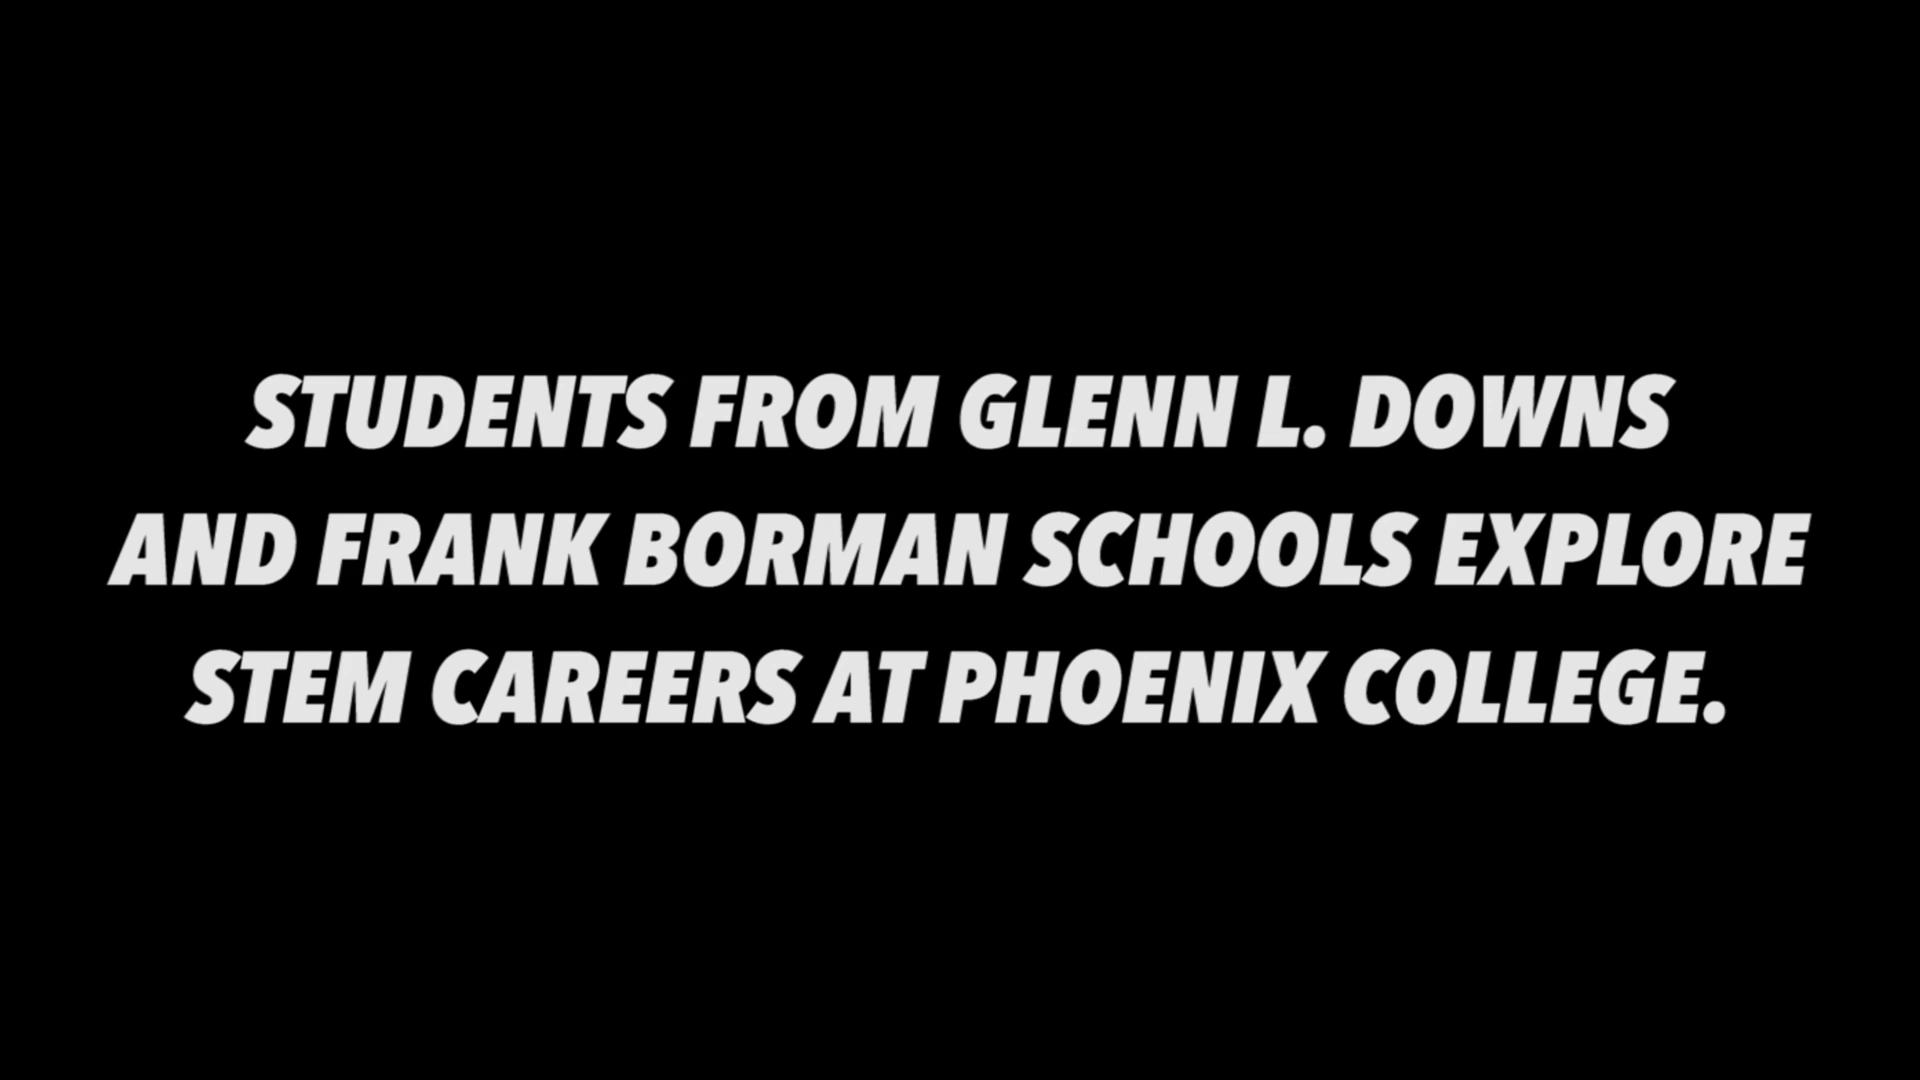 STUDENTS FROM GLENN L. DOWNS
AND FRANK BORMAN SCHOOLS EXPLORE
STEM CAREERS AT PHOENIX COLLEGE.